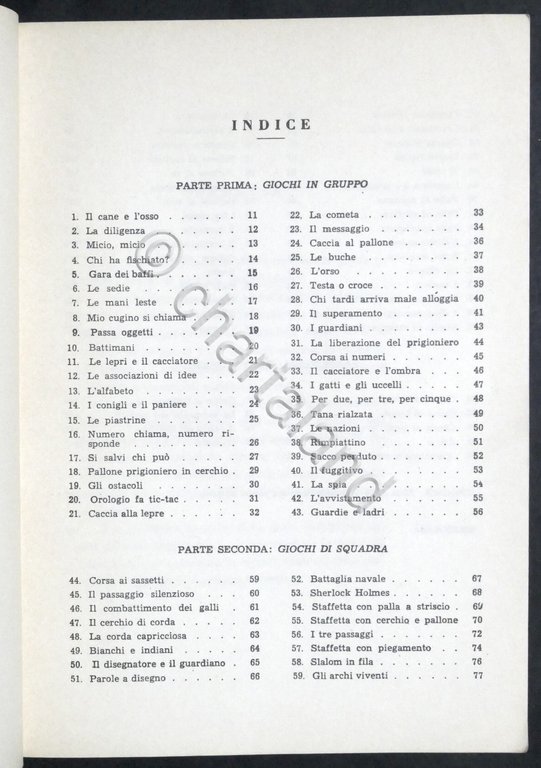 INDICE
PARTE PRIMA: GIOCHI IN GRUPPO
1. Il cane e l'osso . . . . . . 11
2. La diligenza . . . . . . . 12
3. Micio, micio . . . . . . . 13
4. Chi ha fischiato? . . . . . 14
5. Gara dei baffi . . . . . . 15
6. Le sedie . . . . . . . . 16
7. Le mani leste . . . . . . 17
8. Mio cugino si chiama . . . . 18
9. Passa oggetti . . . . . . 19
10. Battimani . . . . . . . 20
11. Le lepri e il cacciatore . . . 21
12. Le associazioni di idee . . . 22
13. L'alfabeto . . . . . . . 23
14. I conigli e il paniere . . . . 24
15. Le piastrine . . . . . . . 25
16. Numero chiama, numero ri-
sponde . . . . . . . . 26
17. Si salvi chi può . . . . . 27
18. Pallone prigioniero in cerchio . 29
19. Gli ostacoli . . . . . . . 30
20. Orologio fa tic-tac . . . . . 31
21. Caccia alla lepre . . . . . 32
22. La cometa . . . . . . . 33
23. Il messaggio . . . . . . . 34
24. Caccia al pallone . . . . . 36
25. Le buche . . . . . . . . 37
26. L'orso . . . . . . . . . 38
27. Testa o croce . . . . . . 39
28. Chi tardi arriva male alloggia 40
29. Il superamento . . . . . . 41
30. I guardiani . . . . . . . 43
31. La liberazione del prigioniero 44
32. Corsa ai numeri . . . . . 45
33. Il cacciatore e l'ombra . . . 46
34. I gatti e gli uccelli . . . . . 47
35. Per due, per tre, per cinque . 48
36. Tana rialzata . . . . . . 49
37. Le nazioni . . . . . . . 50
38. Rimpiattino . . . . . . . 51
39. Sacco perduto . . . . . . 52
40. Il fuggitivo . . . . . . . 53
41. La spia . . . . . . . . 54
42. L'avvistamento . . . . . . 55
43. Guardie e ladri . . . . . . 56
PARTE SECONDA: GIOCHI DI SQUADRA
44. Corsa ai sassetti . . . . . . 59
45. Il passaggio silenzioso . . . 60
46. Il combattimento dei galli . . 61
47. Il cerchio di corda . . . . . 62
48. La corda capricciosa . . . . 63
49. Bianchi e indiani . . . . . 64
50. Il disegnatore e il guardiano . 65
51. Parole a disegno . . . . . 66
52. Battaglia navale . . . . . 67
53. Sherlock Holmes . . . . . 68
54. Staffetta con palla a striscio . 69
55. Staffetta con cerchio e pallone 70
56. I tre passaggi . . . . . . 72
57. Staffetta con piegamento . . 74
58. Slalom in fila . . . . . . 76
59. Gli archi viventi . . . . . 77
© chartaland